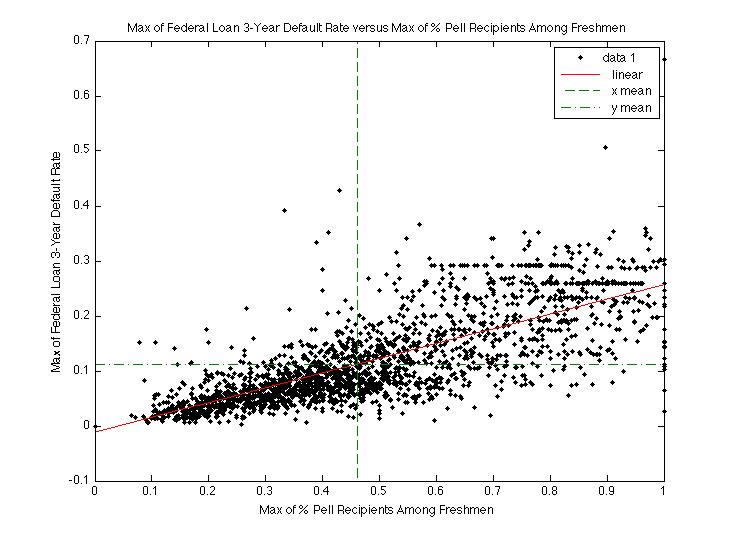 Max of Federal Loan 3-Year Default Rate versus Max of % Pell Recipients Among Freshmen
data 1
linear
x mean
y mean
Max of Federal Loan 3-Year Default Rate
0.7
0.6
0.5
0.4
0.3
0.2
0.1
0
-0.1
0 0.1 0.2 0.3 0.4 0.5 0.6 0.7 0.8 0.9 1
Max of % Pell Recipients Among Freshmen